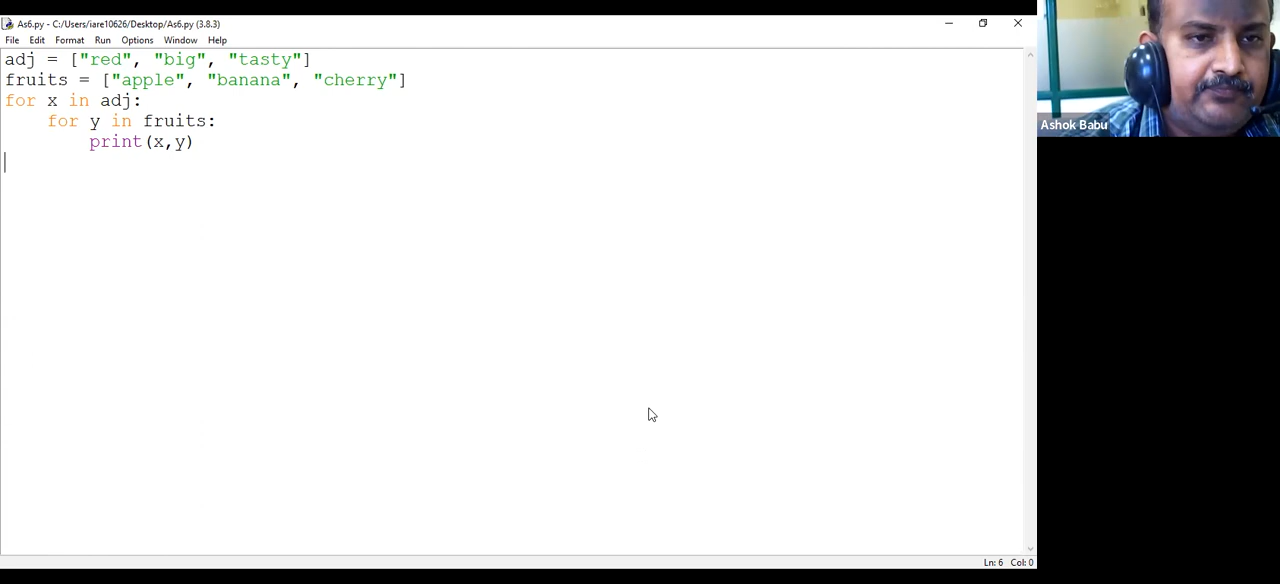 As6.py - C:/Users/iare10626/Desktop/As6.py (3.8.3)
File Edit Format Run Options Window Help
adj = ["red", "big", "tasty"]
fruits = ["apple", "banana", "cherry"]
for x in adj:
    for y in fruits:
        print(x,y)
Ashok Babu
Ln: 6 Col: 0